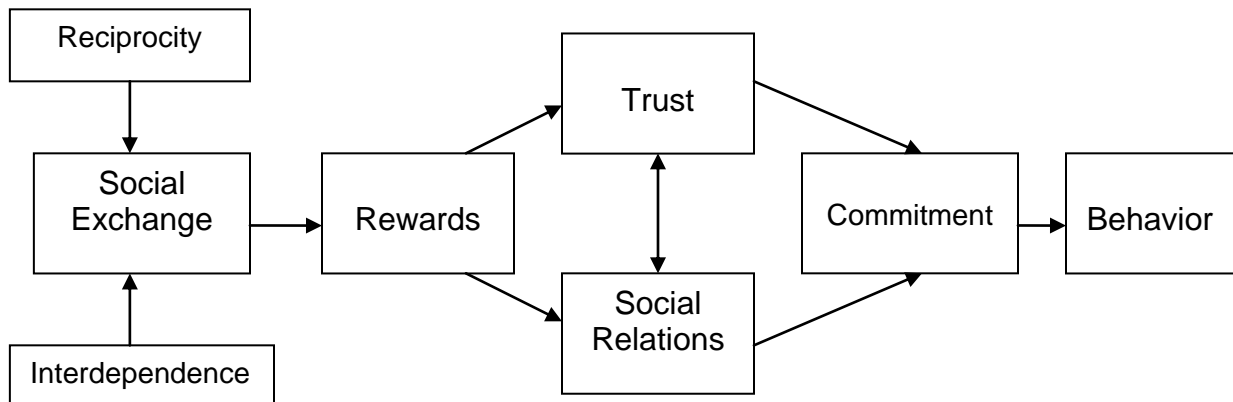 Reciprocity
Trust
Social
Exchange
Rewards
Commitment
Behavior
Social
Relations
Interdependence